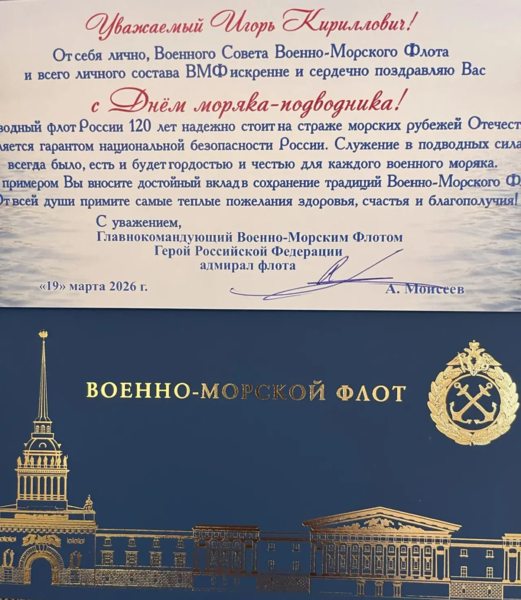 Уважаемый Игорь Кириллович!
От себя лично, Военного Совета Военно-Морского Флота
и всего личного состава ВМФ искренне и сердечно поздравляю Вас
с Днём моряка-подводника!
водный флот России 120 лет надежно стоит на страже морских рубежей Отечест
яется гарантом национальной безопасности России. Служение в подводных сила
всегда было, есть и будет гордостью и честью для каждого военного моряка.
примером Вы вносите достойный вклад в сохранение традиций Военно-Морского Ф
От всей души примите самые теплые пожелания здоровья, счастья и благополучия!
С уважением,
Главнокомандующий Военно-Морским Флотом
Герой Российской Федерации
адмирал флота
«19» марта 2026 г. А. Моисеев
ВОЕННО-МОРСКОЙ ФЛОТ